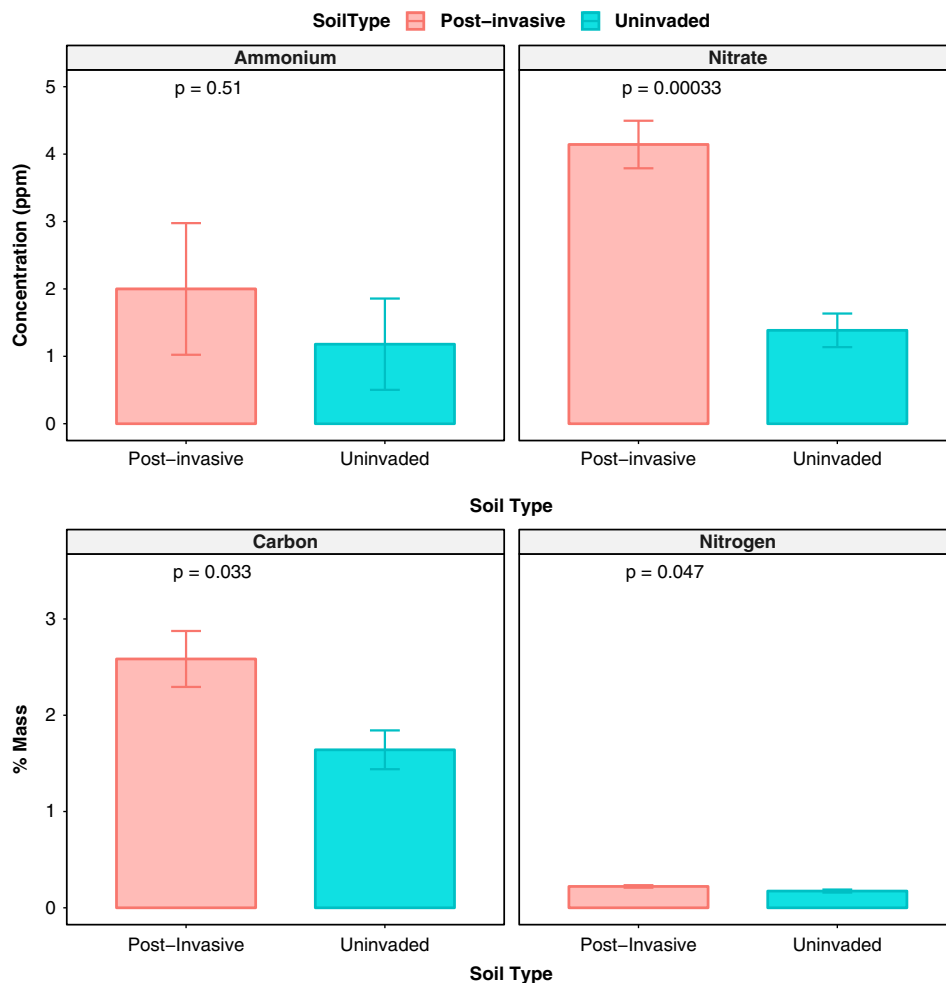 SoilType Post-invasive Uninvaded
Ammonium Nitrate
p = 0.51 p = 0.00033
Concentration (ppm)
5
4
3
2
1
0
Post-invasive Uninvaded Post-invasive Uninvaded
Soil Type
Carbon Nitrogen
p = 0.033 p = 0.047
% Mass
3
2
1
0
Post-Invasive Uninvaded Post-Invasive Uninvaded
Soil Type